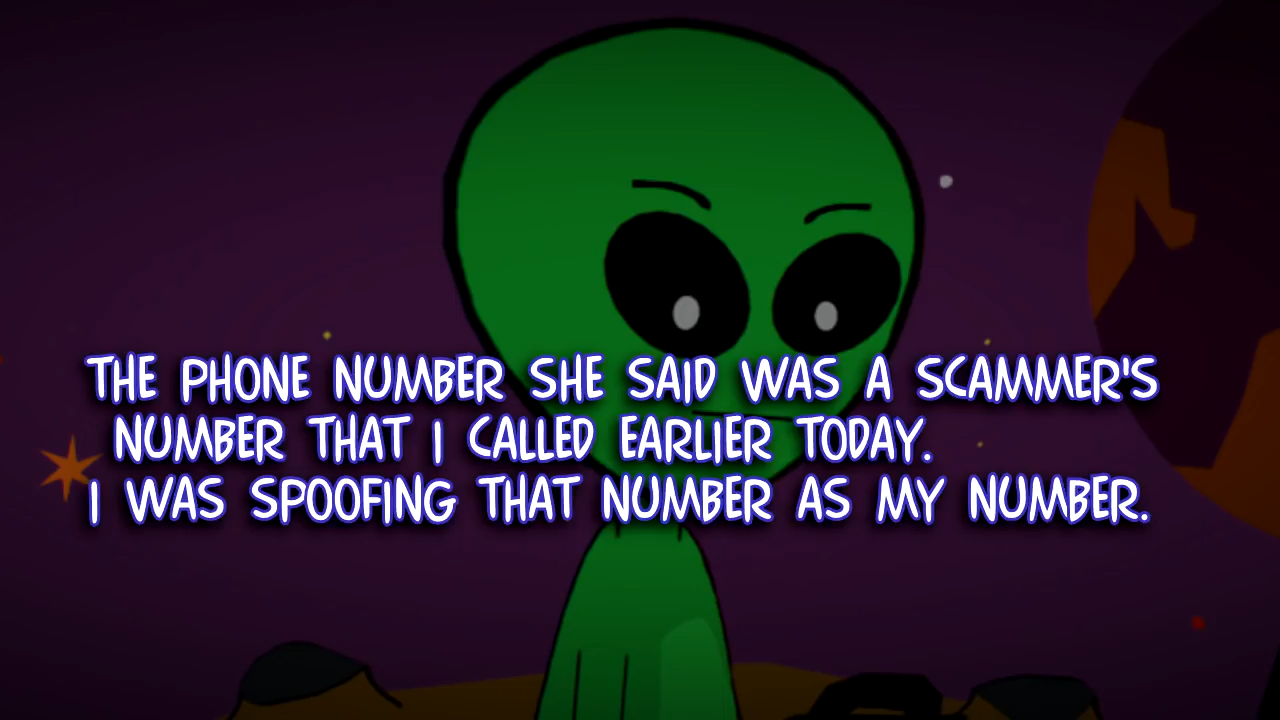 THE PHONE NUMBER SHE SAID WAS A SCAMMER'S
NUMBER THAT I CALLED EARLIER TODAY.
I WAS SPOOFING THAT NUMBER AS MY NUMBER.